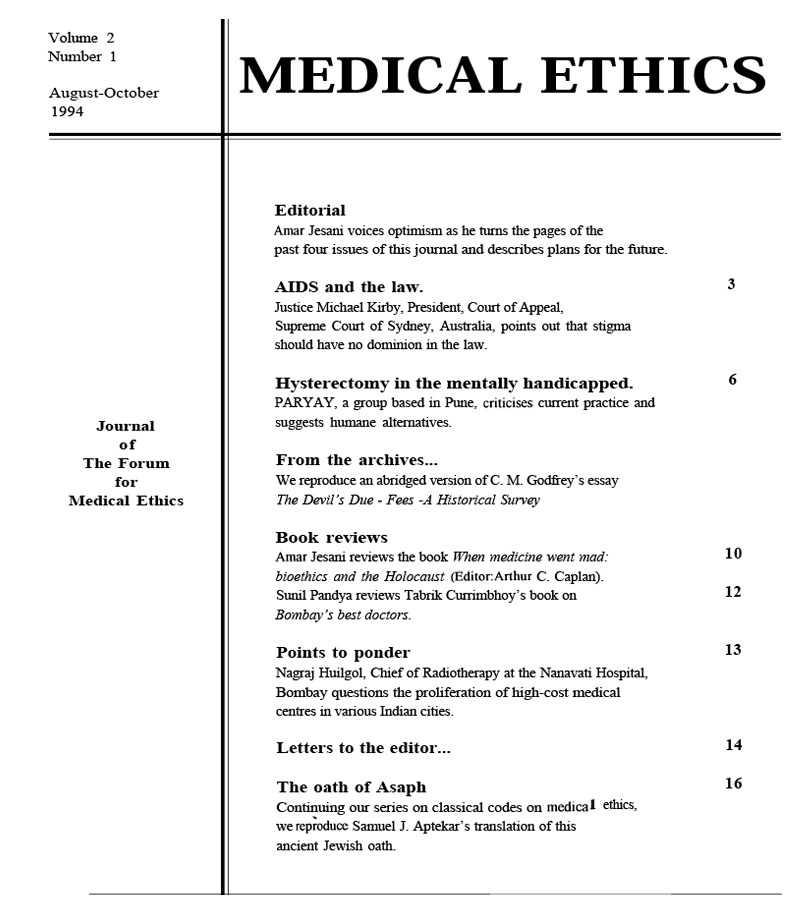 Volume 2
Number 1
August-October
1994
MEDICAL ETHICS
Journal
of
The Forum
for
Medical Ethics
Editorial
Amar Jesani voices optimism as he turns the pages of the
past four issues of this journal and describes plans for the future.
AIDS and the law. 3
Justice Michael Kirby, President, Court of Appeal,
Supreme Court of Sydney, Australia, points out that stigma
should have no dominion in the law.
Hysterectomy in the mentally handicapped. 6
PARYAY, a group based in Pune, criticises current practice and
suggests humane alternatives.
From the archives...
We reproduce an abridged version of C. M. Godfrey's essay
The Devil's Due - Fees -A Historical Survey
Book reviews
Amar Jesani reviews the book When medicine went mad: 10
bioethics and the Holocaust (Editor:Arthur C. Caplan).
Sunil Pandya reviews Tabrik Currimbhoy's book on 12
Bombay's best doctors.
Points to ponder 13
Nagraj Huilgol, Chief of Radiotherapy at the Nanavati Hospital,
Bombay questions the proliferation of high-cost medical
centres in various Indian cities.
Letters to the editor... 14
The oath of Asaph 16
Continuing our series on classical codes on medical ethics,
we reproduce Samuel J. Aptekar's translation of this
ancient Jewish oath.